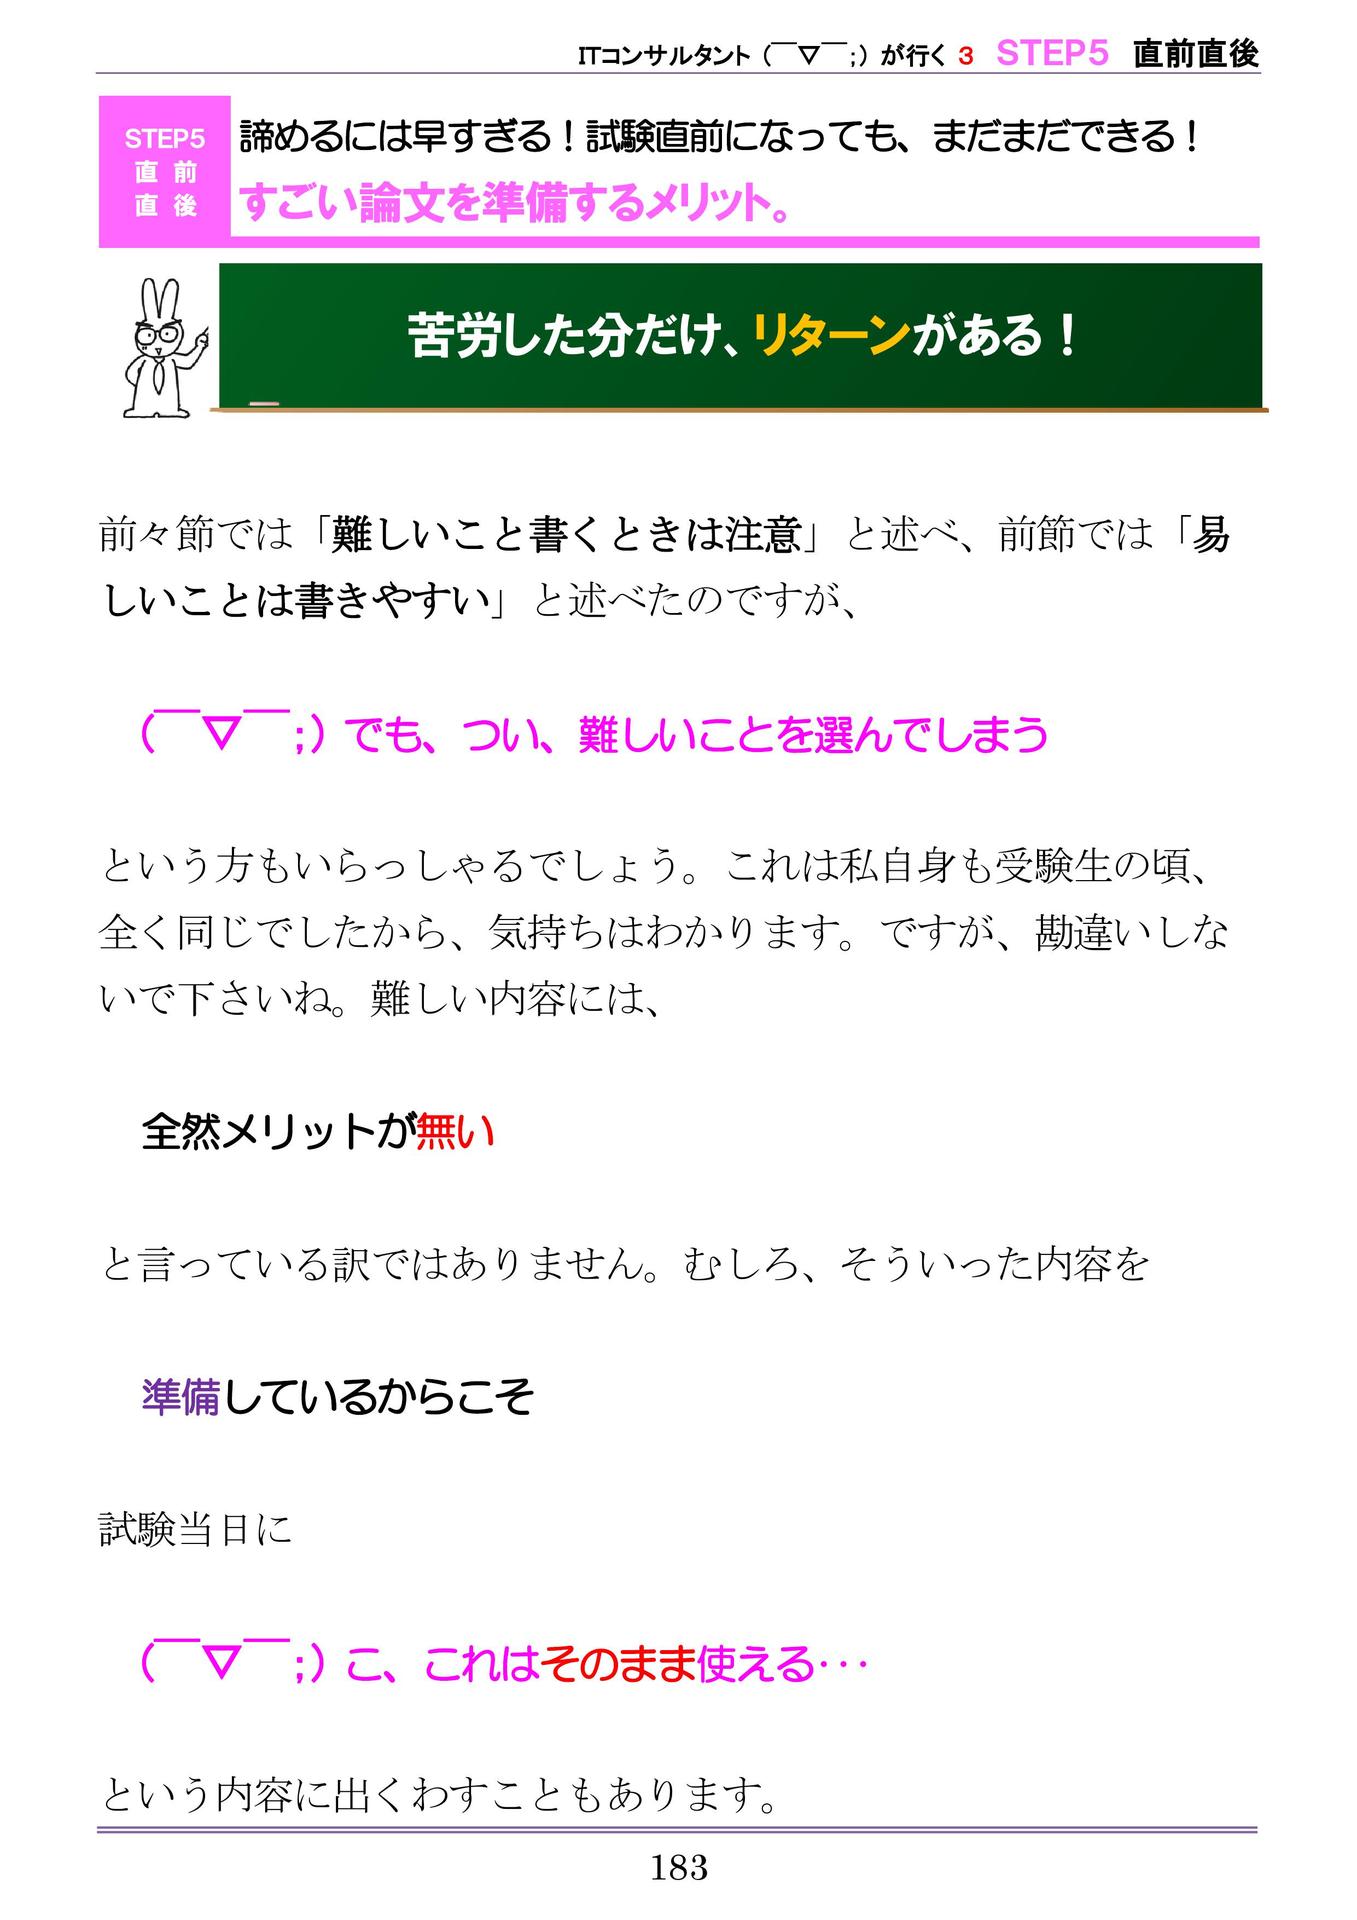 ITコンサルタント（￣▽￣；）が行く 3 STEP5 直前直後
STEP5
直 前
直 後
諦めるには早すぎる！試験直前になっても、まだまだできる！
すごい論文を準備するメリット。
苦労した分だけ、リターンがある！
前々節では「難しいこと書くときは注意」と述べ、前節では「易
しいことは書きやすい」と述べたのですが、
（￣▽￣；）でも、つい、難しいことを選んでしまう
という方もいらっしゃるでしょう。これは私自身も受験生の頃、
全く同じでしたから、気持ちはわかります。ですが、勘違いしな
いで下さいね。難しい内容には、
全然メリットが無い
と言っている訳ではありません。むしろ、そういった内容を
準備しているからこそ
試験当日に
（￣▽￣；）こ、これはそのまま使える･･･
という内容に出くわすこともあります。
183